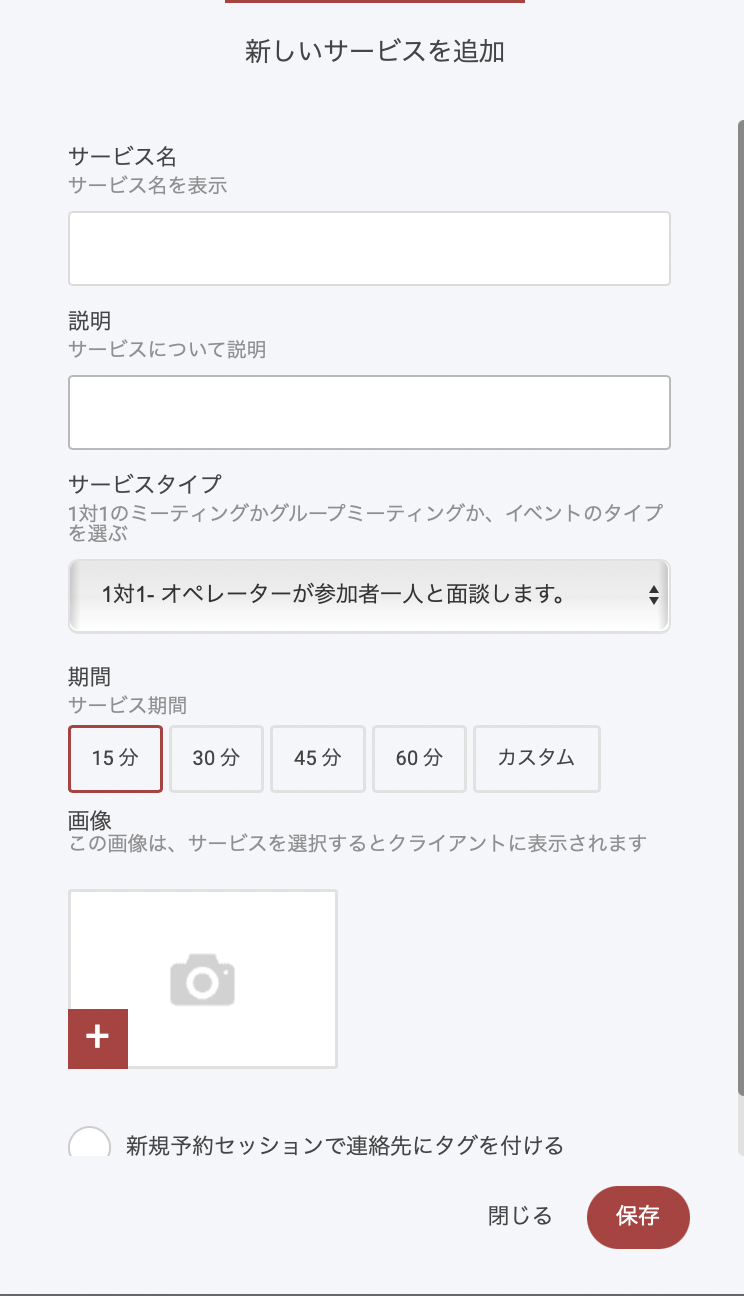 新しいサービスを追加
サービス名
サービス名を表示
説明
サービスについて説明
サービスタイプ
1対1のミーティングかグループミーティングか、イベントのタイプ
を選ぶ
1対1- オペレーターが参加者一人と面談します。
期間
サービス期間
15 分 30 分 45 分 60 分 カスタム
画像
この画像は、サービスを選択するとクライアントに表示されます
新規予約セッションで連絡先にタグを付ける
閉じる 保存